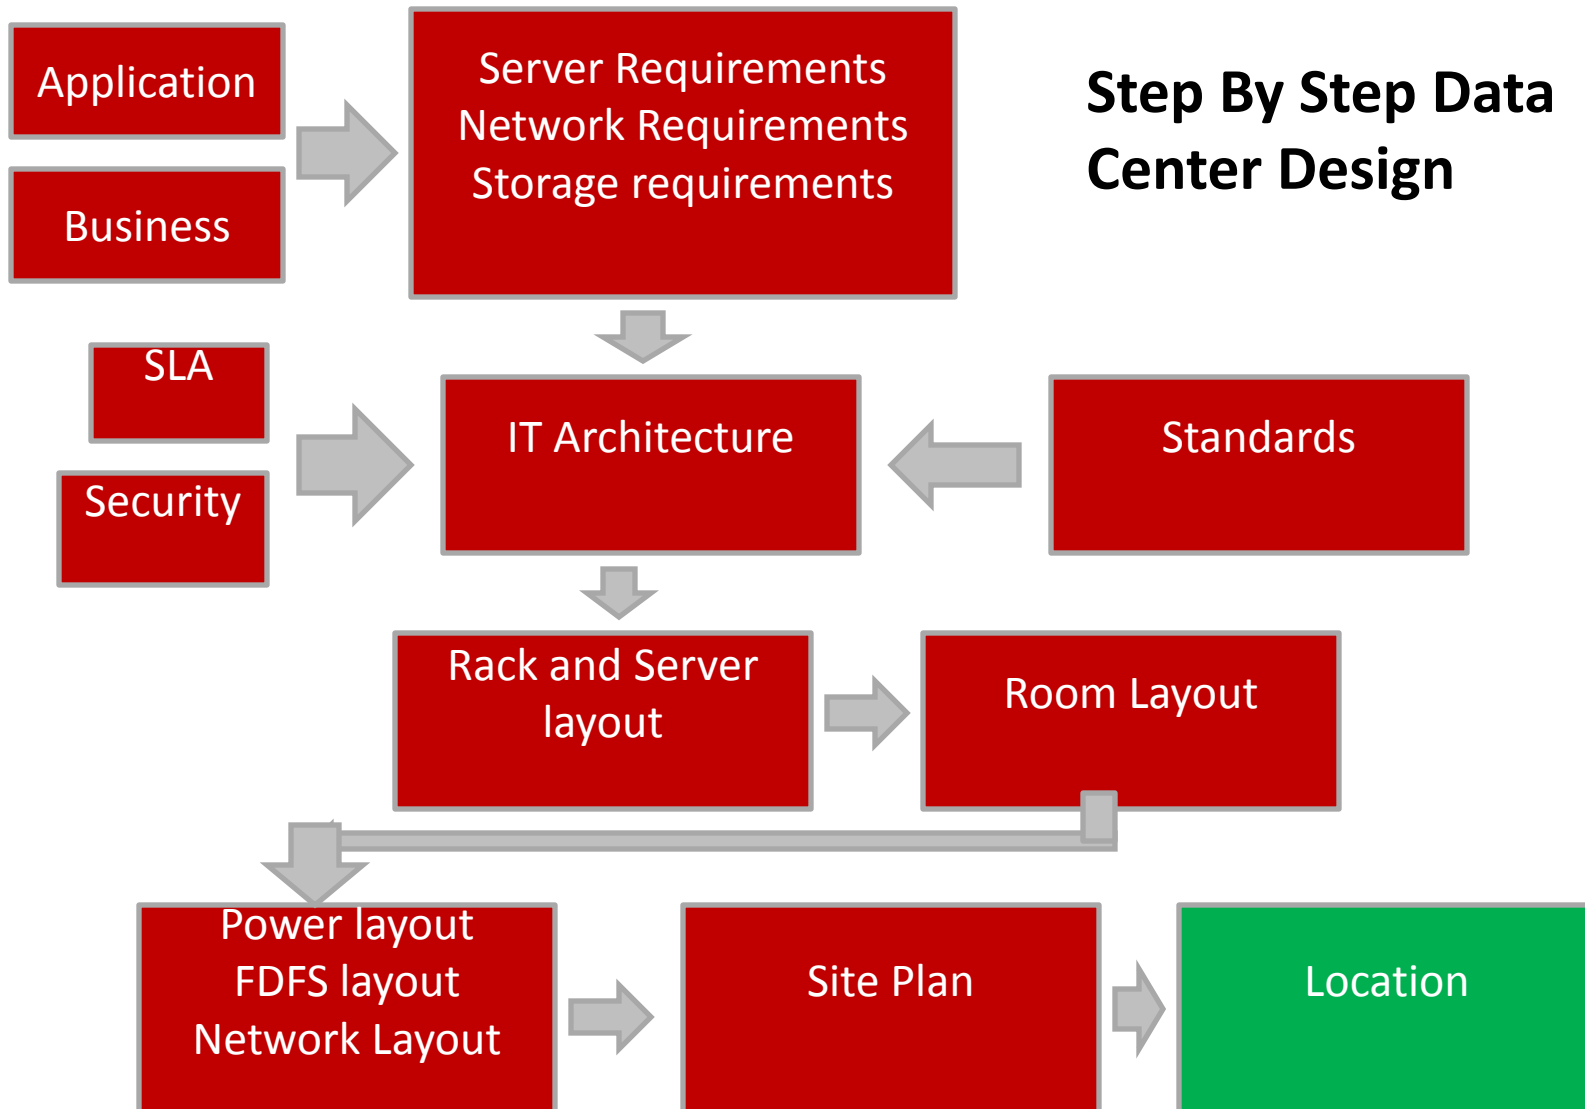 Application
Business
Server Requirements
Network Requirements
Storage requirements
Step By Step Data
Center Design
SLA
Security
IT Architecture
Standards
Rack and Server
layout
Room Layout
Power layout
FDFS layout
Network Layout
Site Plan
Location